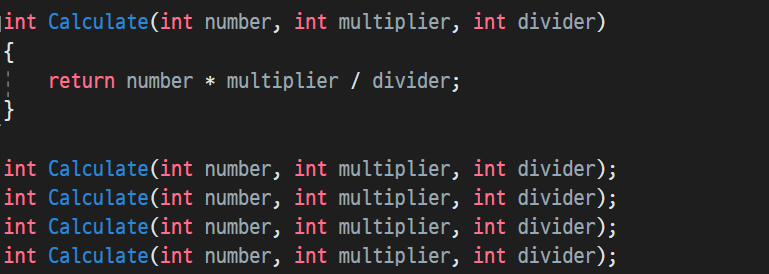 int Calculate(int number, int multiplier, int divider)
{
    return number * multiplier / divider;
}
int Calculate(int number, int multiplier, int divider);
int Calculate(int number, int multiplier, int divider);
int Calculate(int number, int multiplier, int divider);
int Calculate(int number, int multiplier, int divider);